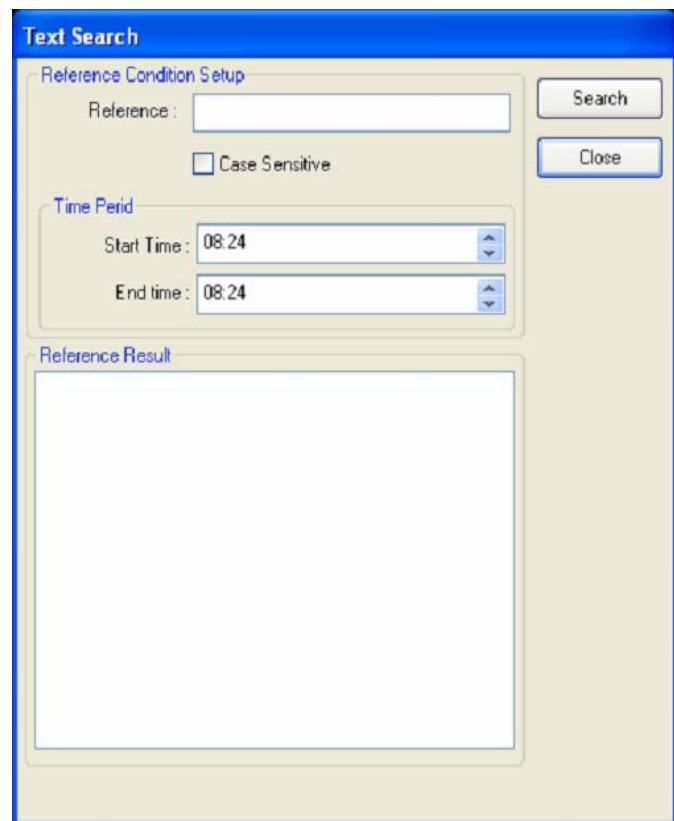 Text Search
Reference Condition Setup
Reference :
Search
Case Sensitive
Close
Time Perid
Start Time : 08:24
End time : 08:24
Reference Result